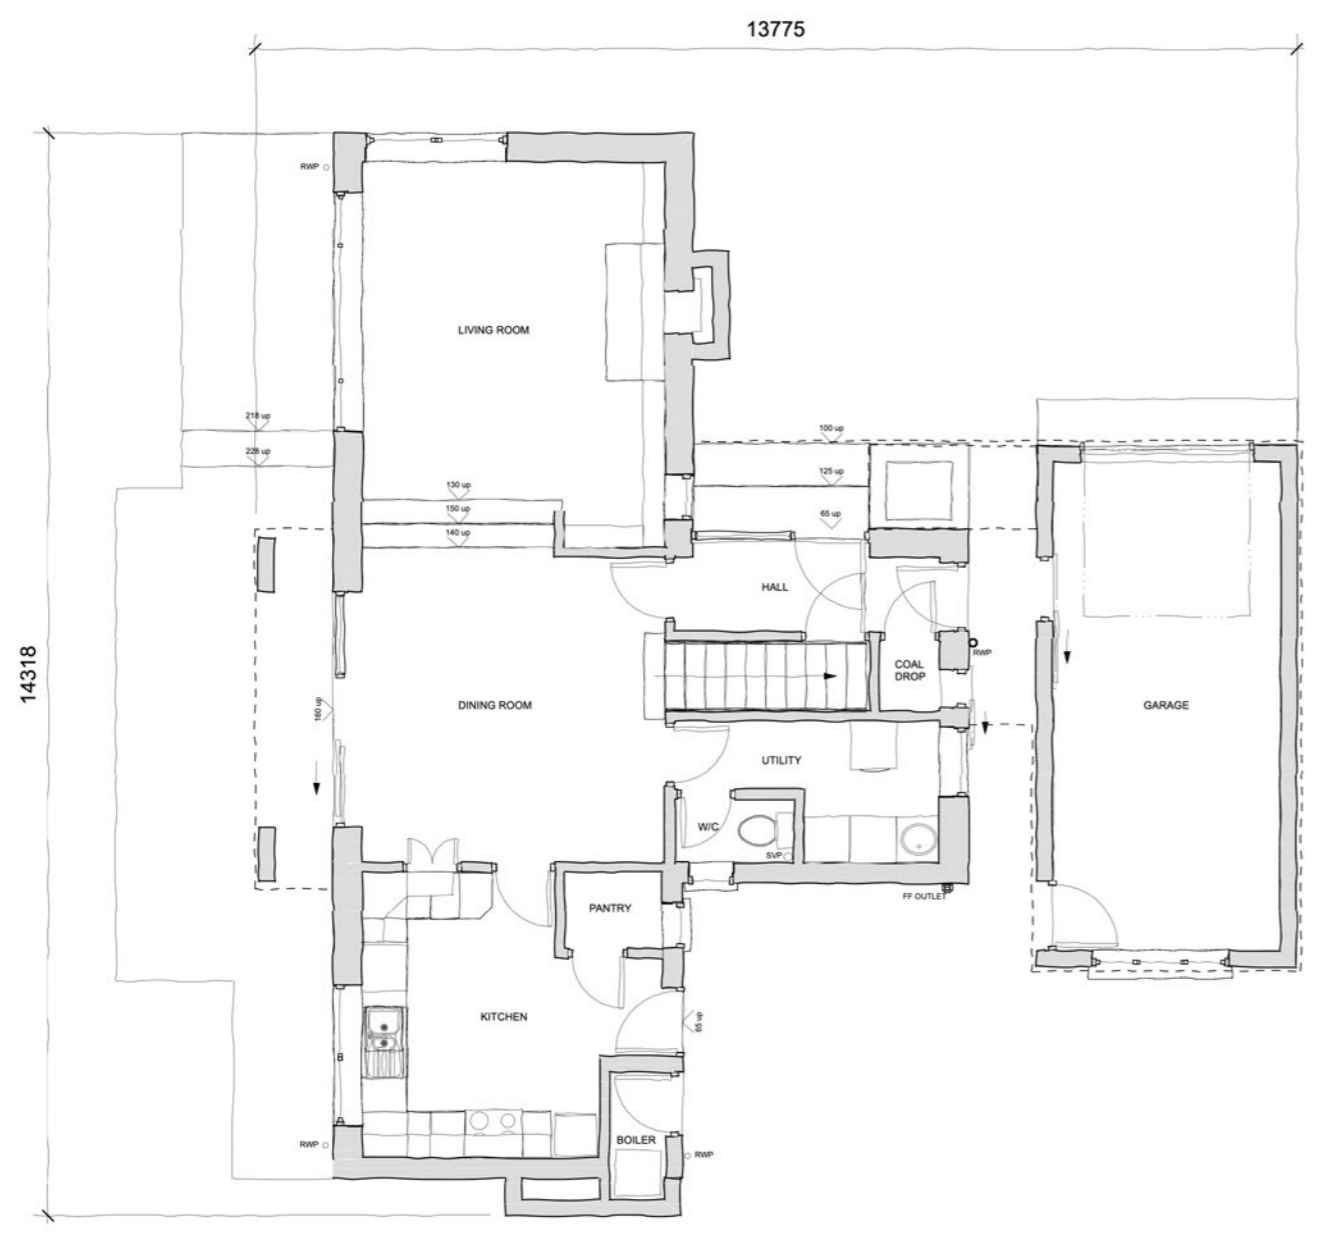 13775
RWP
LIVING ROOM
218 up
228 up
100 up
125 up
65 up
130 up
150 up
140 up
HALL
14318
COAL
DROP
RWP
160 up
DINING ROOM
GARAGE
UTILITY
W/C
SVP
FF OUTLET
PANTRY
KITCHEN
65 up
RWP
BOILER
RWP